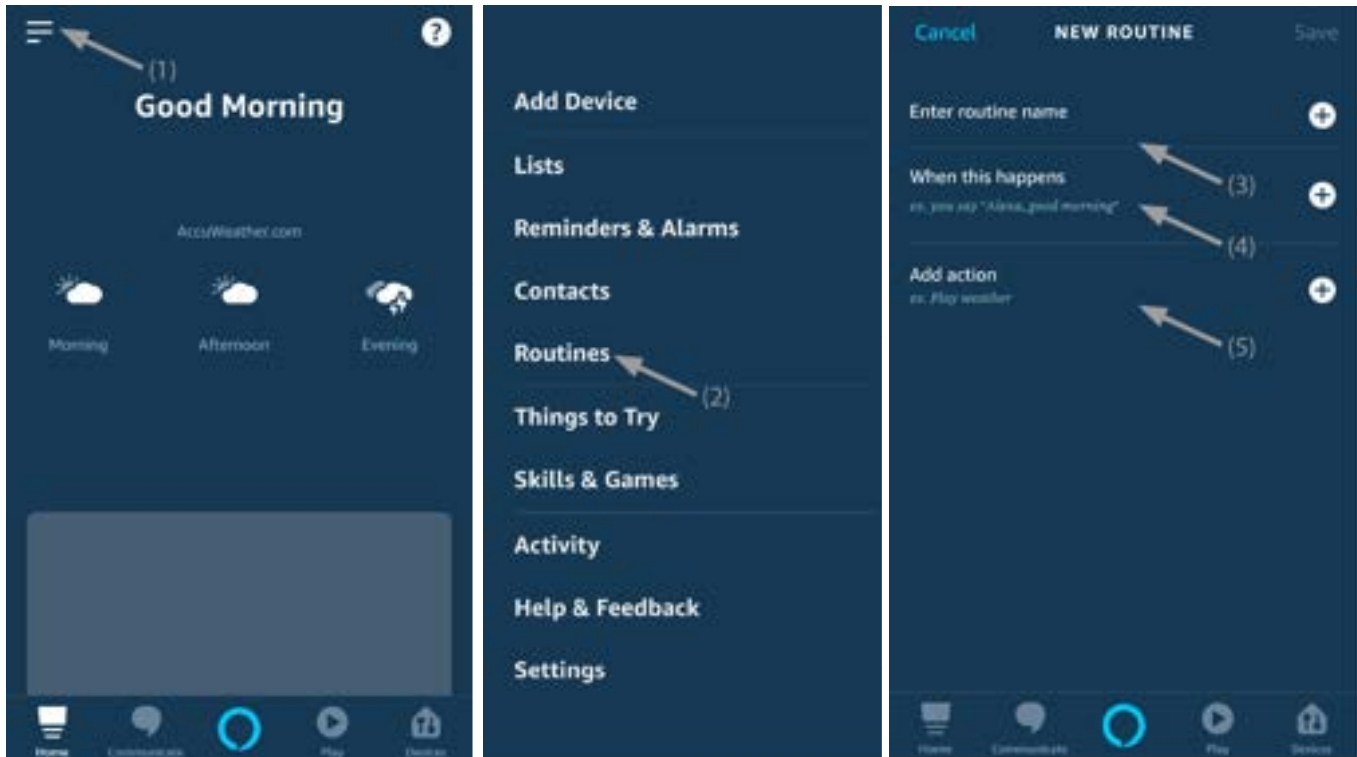 ?
(1)
Good Morning
AccuWeather.com
Morning
Afternoon
Evening
Home
Communicate
Play
Devices
Add Device
Lists
Reminders & Alarms
Contacts
Routines
(2)
Things to Try
Skills & Games
Activity
Help & Feedback
Settings
Cancel
NEW ROUTINE
Save
Enter routine name
(3)
When this happens
ex. you say "Alexa, good morning"
(4)
Add action
ex. Play weather
(5)
Home
Communicate
Play
Devices